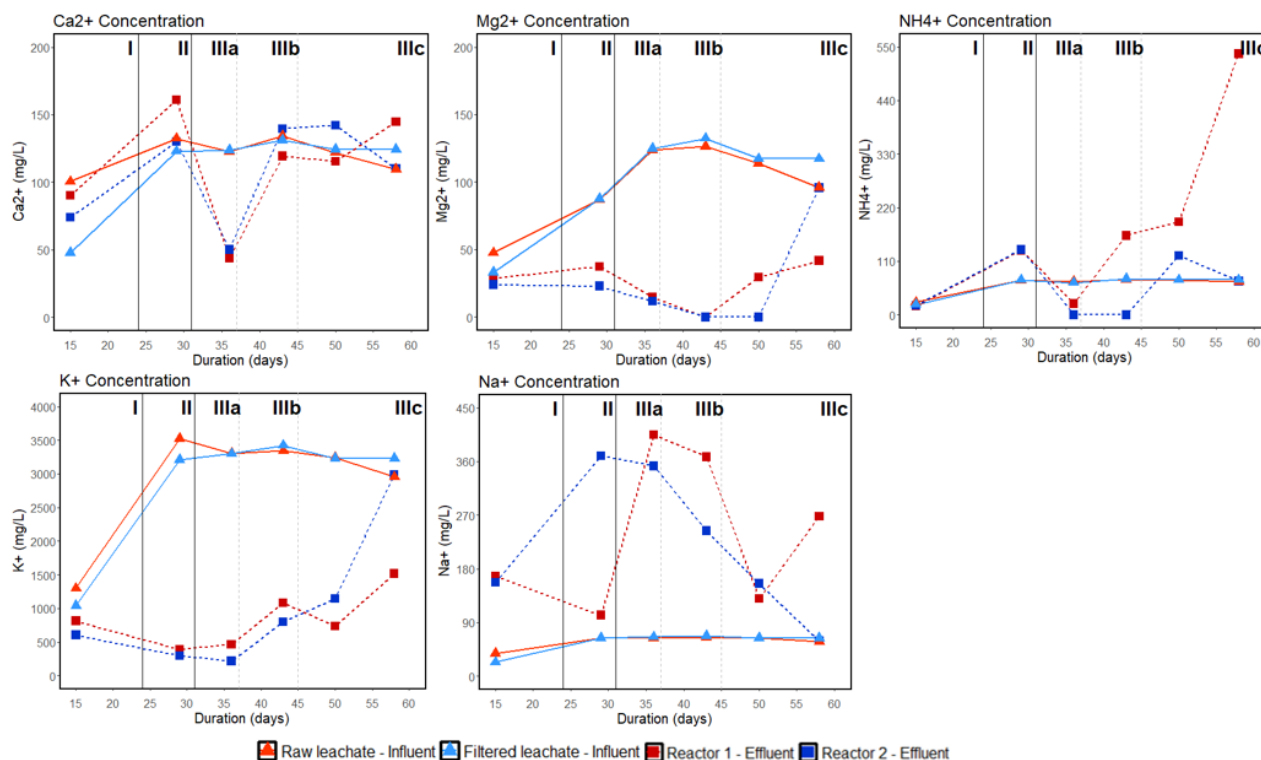 Ca2+ Concentration
I II IIIa IIIb IIIc
200
150
100
50
0
Ca2+ (mg/L)
15 20 25 30 35 40 45 50 55 60
Duration (days)
Mg2+ Concentration
I II IIIa IIIb IIIc
200
150
100
50
0
Mg2+ (mg/L)
15 20 25 30 35 40 45 50 55 60
Duration (days)
NH4+ Concentration
I II IIIa IIIb IIIc
550
440
330
220
110
0
NH4+ (mg/L)
15 20 25 30 35 40 45 50 55 60
Duration (days)
K+ Concentration
I II IIIa IIIb IIIc
4000
3500
3000
2500
2000
1500
1000
500
0
K+ (mg/L)
15 20 25 30 35 40 45 50 55 60
Duration (days)
Na+ Concentration
I II IIIa IIIb IIIc
450
360
270
180
90
0
Na+ (mg/L)
15 20 25 30 35 40 45 50 55 60
Duration (days)
Raw leachate - Influent Filtered leachate - Influent Reactor 1 - Effluent Reactor 2 - Effluent